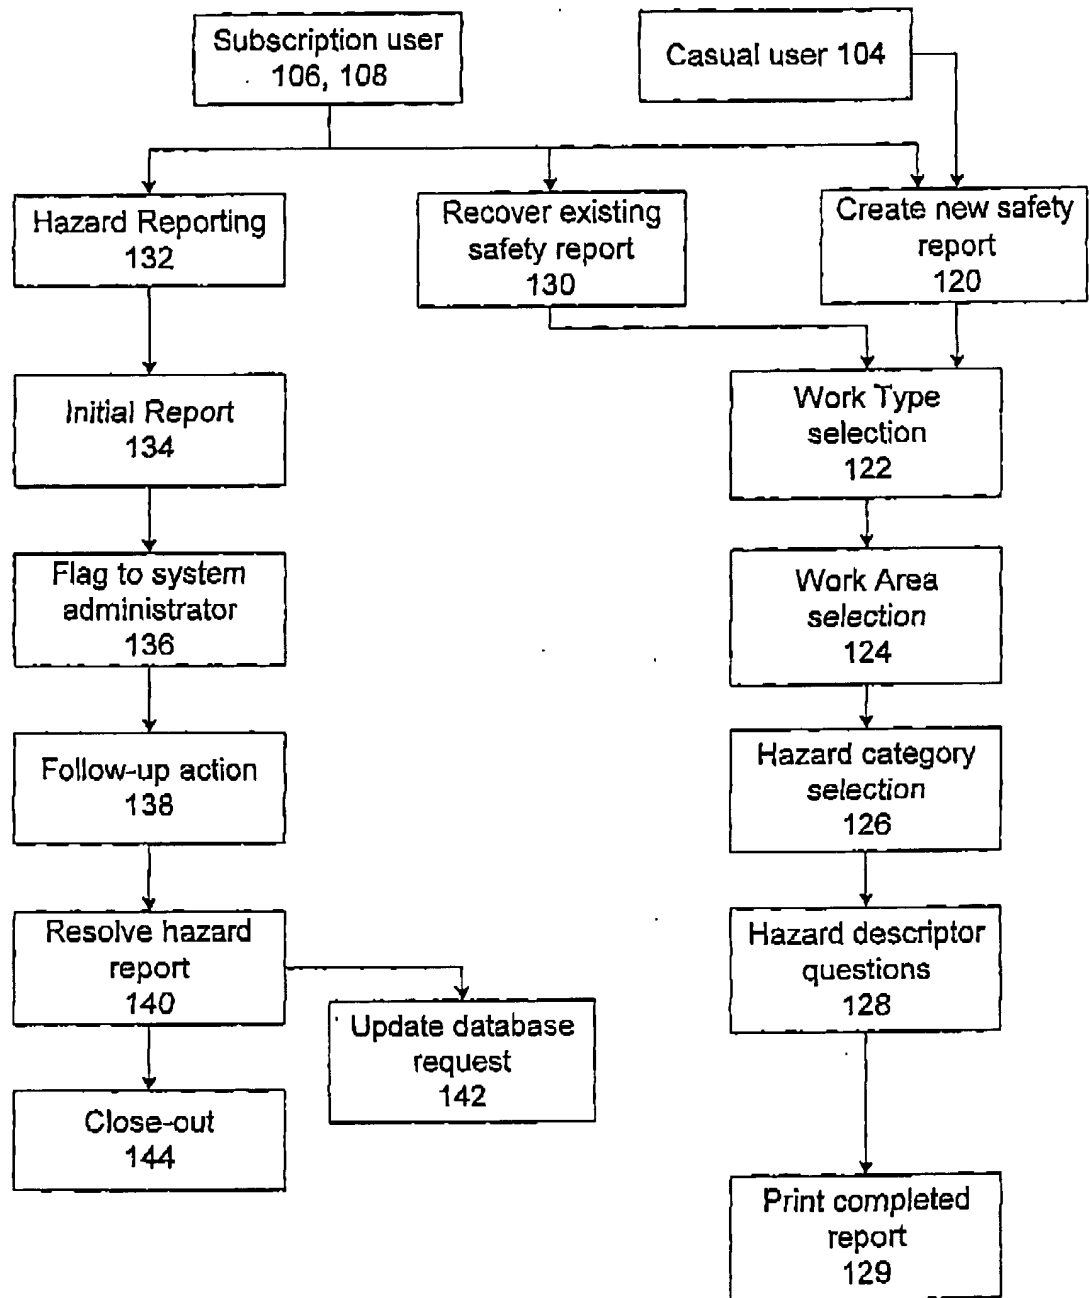 Subscription user
106, 108
Casual user 104
Hazard Reporting
132
Recover existing
safety report
130
Create new safety
report
120
Initial Report
134
Work Type
selection
122
Flag to system
administrator
136
Work Area
selection
124
Follow-up action
138
Hazard category
selection
126
Resolve hazard
report
140
Hazard descriptor
questions
128
Update database
request
142
Close-out
144
Print completed
report
129